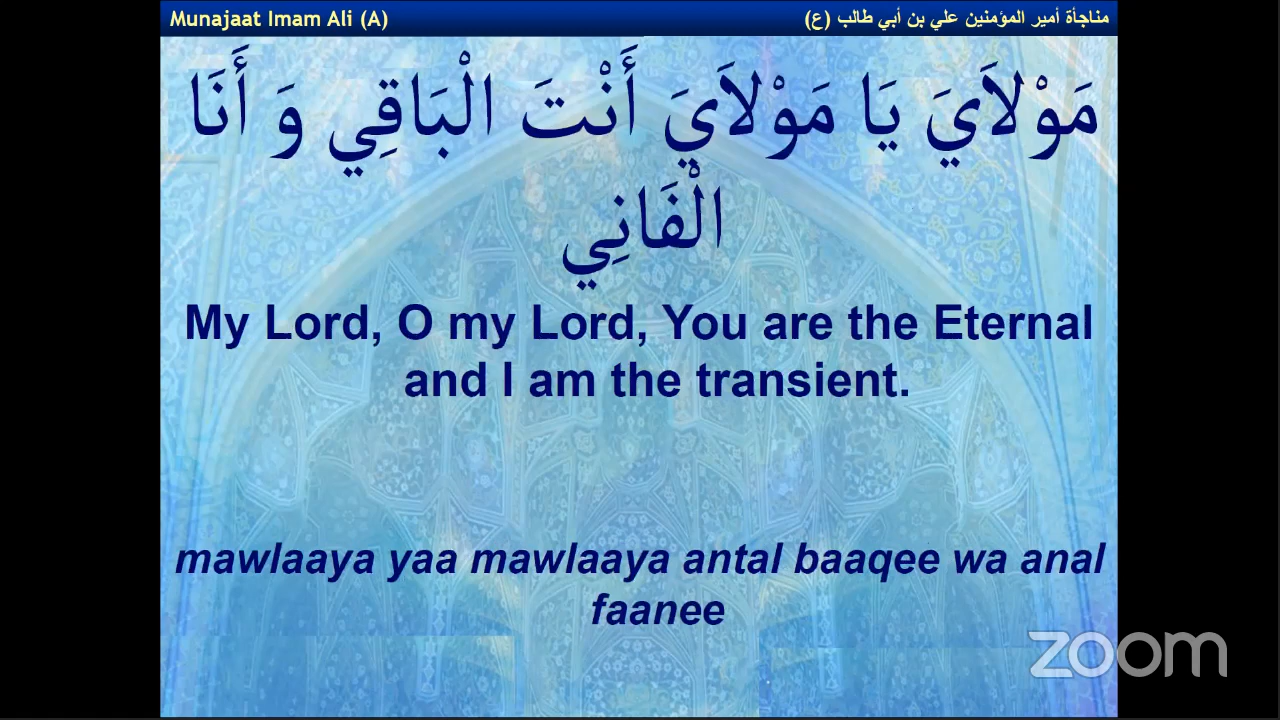 Munajaat Imam Ali (A)
مناجأة أمير المؤمنين علي بن أبي طالب (ع)
مَوْلاَيَ يَا مَوْلاَيَ أَنْتَ الْبَاقِي وَ أَنَا
الْفَانِي
My Lord, O my Lord, You are the Eternal
and I am the transient.
mawlaaya yaa mawlaaya antal baaqee wa anal
faanee
zoom